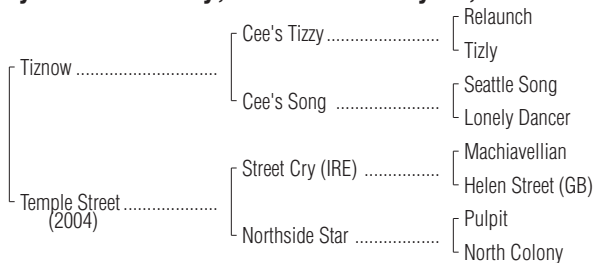 Relaunch
Cee's Tizzy
Tizly
Tiznow
Seattle Song
Cee's Song
Lonely Dancer
Machiavellian
Street Cry (IRE)
Helen Street (GB)
Temple Street
(2004)
Pulpit
Northside Star
North Colony